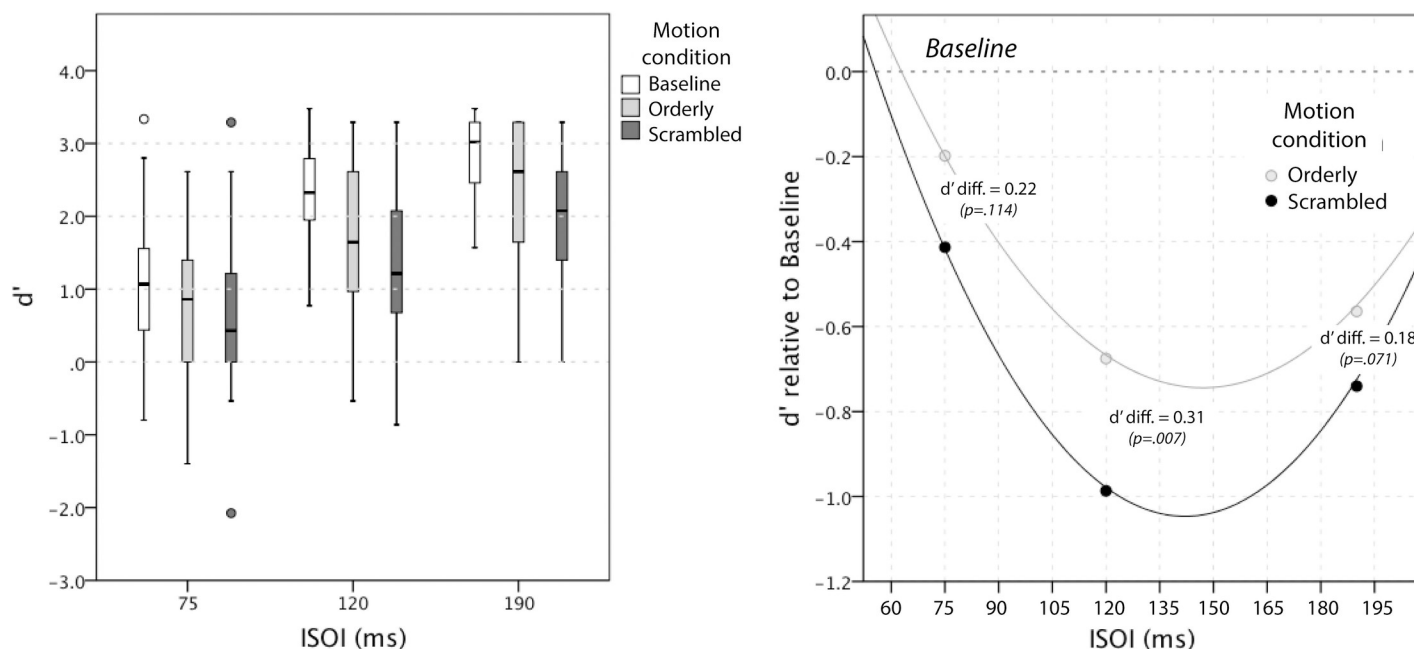 4.0
3.0
2.0
1.0
.0
−1.0
−2.0
−3.0
d'
75
120
190
ISOI (ms)
Motion
condition
Baseline
Orderly
Scrambled
Baseline
0.0
−0.2
−0.4
−0.6
−0.8
−1.0
−1.2
d' relative to Baseline
Motion
condition
Orderly
Scrambled
d' diff. = 0.22
(p=.114)
d' diff. = 0.18
(p=.071)
d' diff. = 0.31
(p=.007)
60 75 90 105 120 135 150 165 180 195
ISOI (ms)